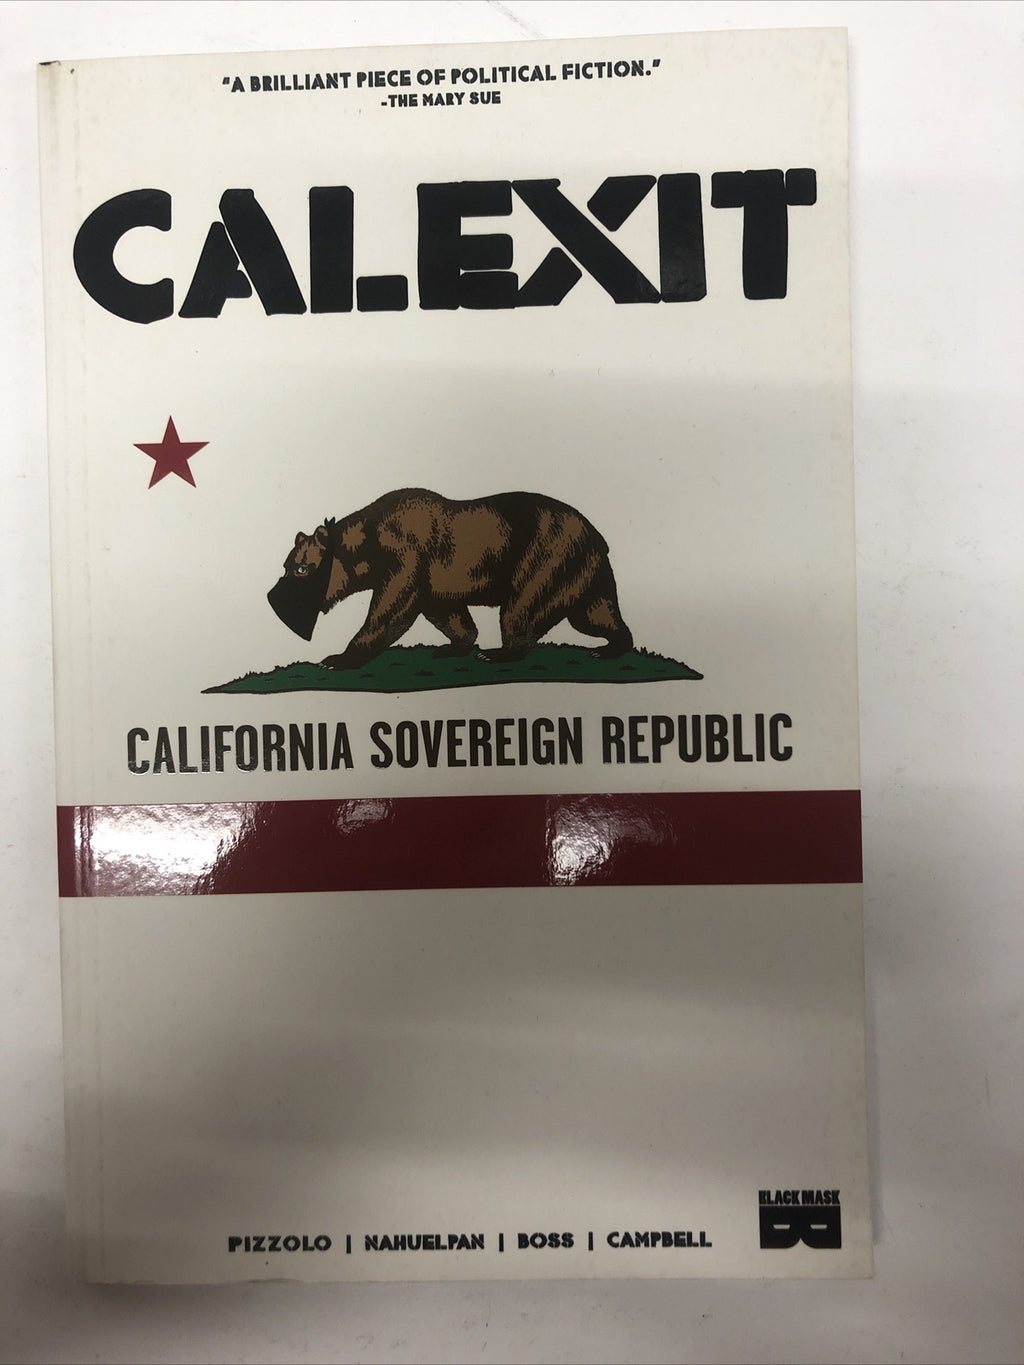 "A BRILLIANT PIECE OF POLITICAL FICTION."
-THE MARY SUE
CALEXIT
CALIFORNIA SOVEREIGN REPUBLIC
BLACK MASK
B
PIZZOLO | NAHUELPAN | BOSS | CAMPBELL